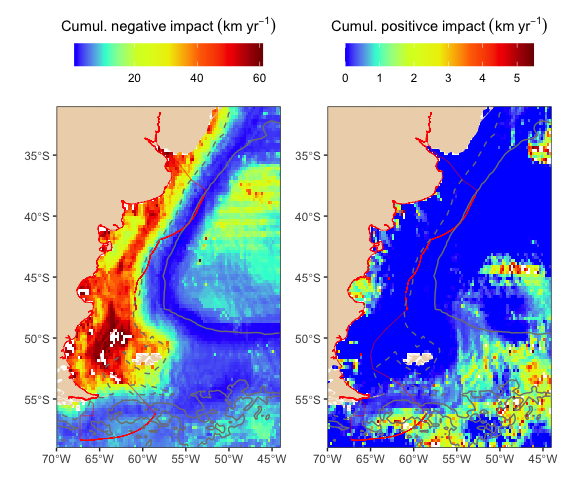 Cumul. negative impact (km yr⁻¹)
20 40 60
Cumul. positivce impact (km yr⁻¹)
0 1 2 3 4 5
35°S
40°S
45°S
50°S
55°S
70°W 65°W 60°W 55°W 50°W 45°W
35°S
40°S
45°S
50°S
55°S
70°W 65°W 60°W 55°W 50°W 45°W